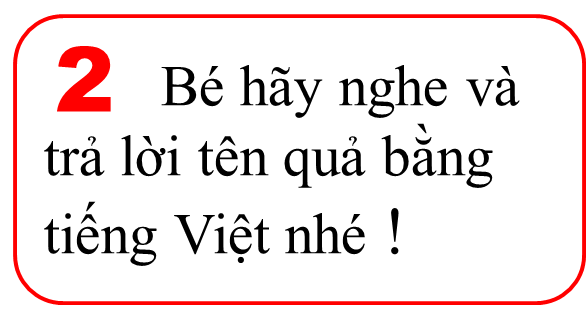 2 Bé hãy nghe và
trả lời tên quả bằng
tiếng Việt nhé !